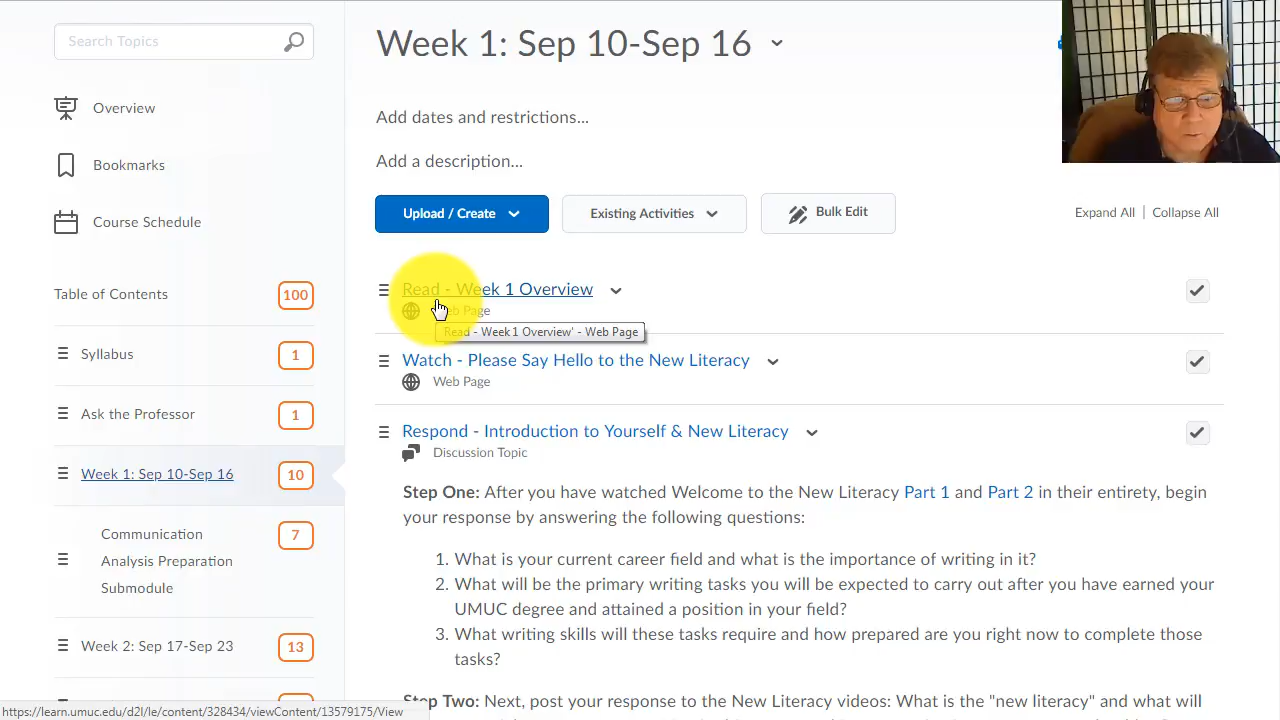 Search Topics
Overview
Bookmarks
Course Schedule
Table of Contents 100
Syllabus 1
Ask the Professor 1
Week 1: Sep 10-Sep 16 10
Communication 7
Analysis Preparation
Submodule
Week 2: Sep 17-Sep 23 13
https://learn.umuc.edu/d2l/le/content/328434/viewContent/13579175/View
Week 1: Sep 10-Sep 16
Add dates and restrictions...
Add a description...
Upload / Create
Existing Activities
Bulk Edit
Expand All | Collapse All
Read - Week 1 Overview
Web Page
Read - Week 1 Overview' - Web Page
Watch - Please Say Hello to the New Literacy
Web Page
Respond - Introduction to Yourself & New Literacy
Discussion Topic
Step One: After you have watched Welcome to the New Literacy Part 1 and Part 2 in their entirety, begin
your response by answering the following questions:
1. What is your current career field and what is the importance of writing in it?
2. What will be the primary writing tasks you will be expected to carry out after you have earned your
UMUC degree and attained a position in your field?
3. What writing skills will these tasks require and how prepared are you right now to complete those
tasks?
Step Two: Next, post your response to the New Literacy videos: What is the "new literacy" and what will